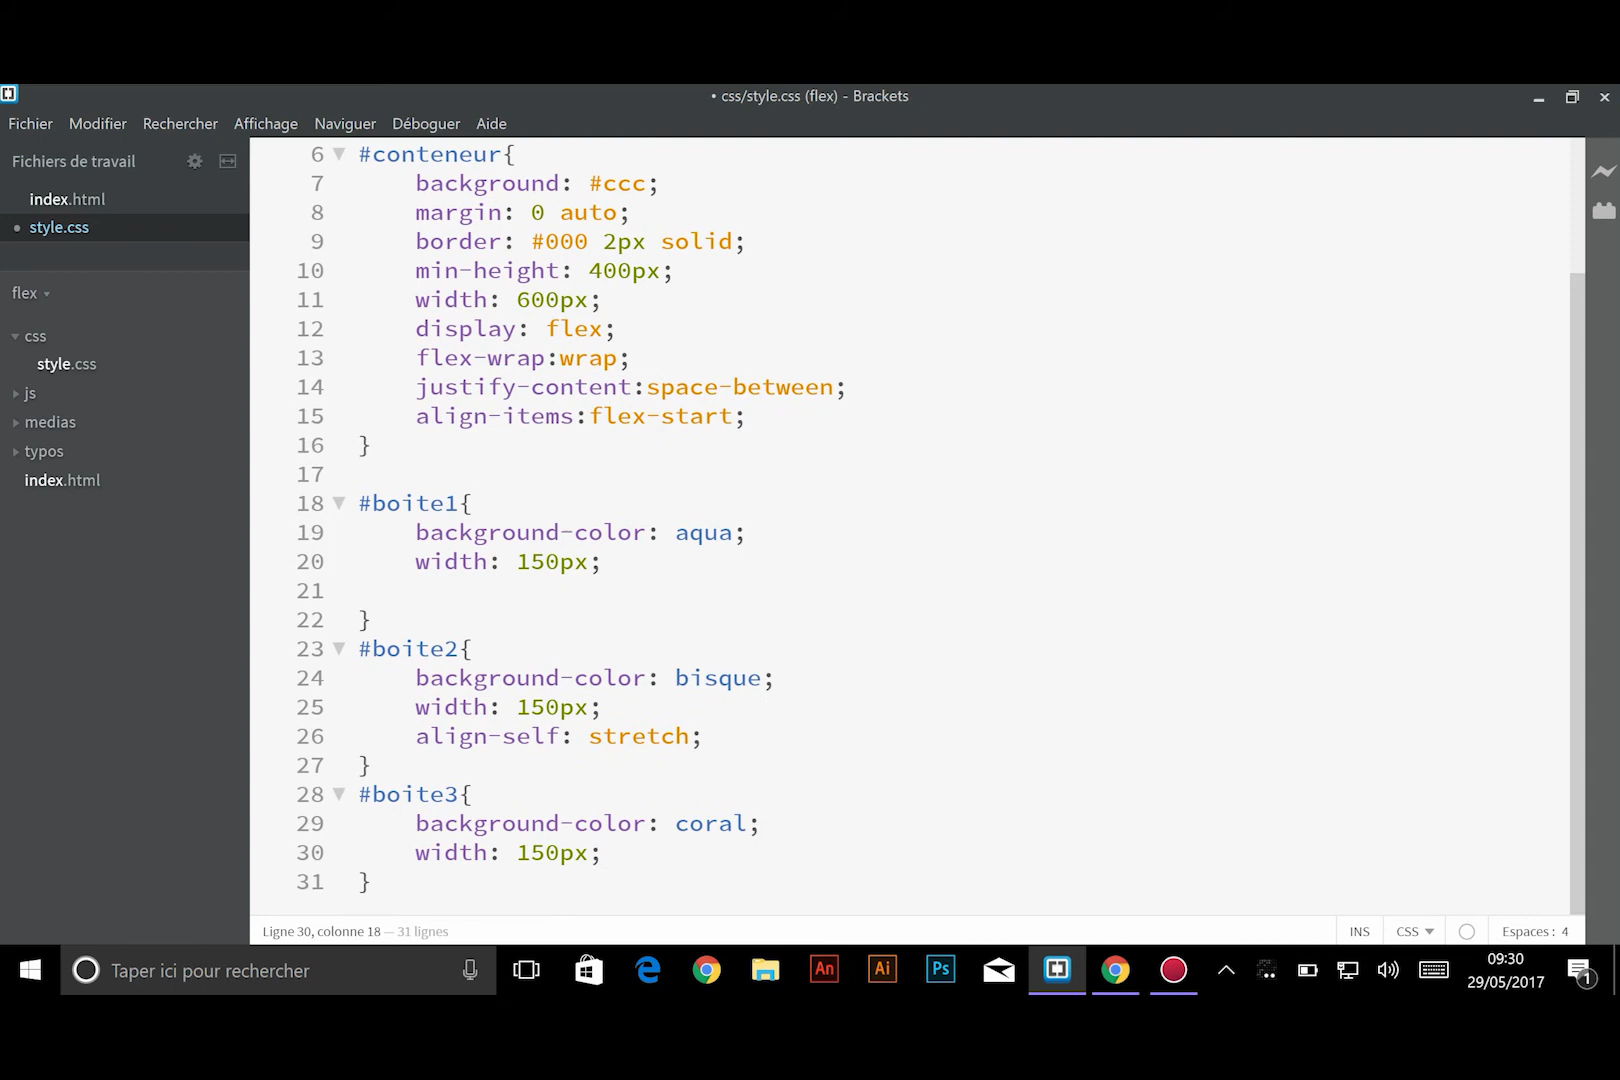 • css/style.css (flex) - Brackets
Fichier Modifier Rechercher Affichage Naviguer Déboguer Aide
Fichiers de travail
index.html
• style.css
flex
css
style.css
js
medias
typos
index.html
6 #conteneur{
7 background: #ccc;
8 margin: 0 auto;
9 border: #000 2px solid;
10 min-height: 400px;
11 width: 600px;
12 display: flex;
13 flex-wrap:wrap;
14 justify-content:space-between;
15 align-items:flex-start;
16 }
17
18 #boite1{
19 background-color: aqua;
20 width: 150px;
21
22 }
23 #boite2{
24 background-color: bisque;
25 width: 150px;
26 align-self: stretch;
27 }
28 #boite3{
29 background-color: coral;
30 width: 150px;
31 }
Ligne 30, colonne 18 — 31 lignes INS CSS Espaces : 4
Taper ici pour rechercher
An Ai Ps
09:30
29/05/2017
1